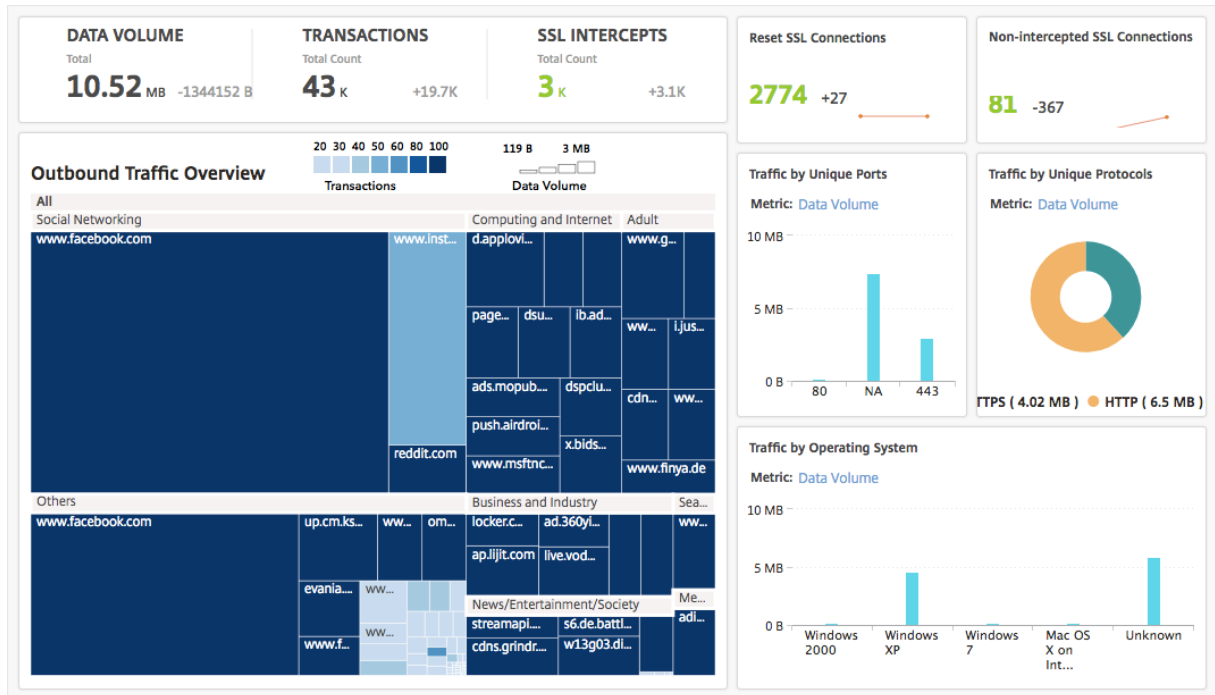 DATA VOLUME
Total
10.52 MB -1344152 B
TRANSACTIONS
Total Count
43 K +19.7K
SSL INTERCEPTS
Total Count
3 K +3.1K
Reset SSL Connections
2774 +27
Non-intercepted SSL Connections
81 -367
Outbound Traffic Overview
20 30 40 50 60 80 100
Transactions
119 B 3 MB
Data Volume
All
Social Networking
www.facebook.com
www.inst...
reddit.com
Computing and Internet
d.applovi...
page...
dsu...
ib.ad...
ads.mopub....
dspclu...
push.airdroi...
x.bids...
www.msftnc...
Adult
www.g...
ww...
i.jus...
cdn...
ww...
www.finya.de
Others
www.facebook.com
up.cm.ks...
ww...
om...
evania....
ww...
ww...
www.f...
Business and Industry
locker.c...
ad.360yi...
ap.lijit.com
live.vod...
Sea...
ww...
News/Entertainment/Society
streamapi....
s6.de.battl...
cdns.grindr....
w13g03.di...
Me...
adi...
Traffic by Unique Ports
Metric: Data Volume
10 MB
5 MB
0 B
80
NA
443
Traffic by Unique Protocols
Metric: Data Volume
TTPS ( 4.02 MB )
HTTP ( 6.5 MB )
Traffic by Operating System
Metric: Data Volume
10 MB
5 MB
0 B
Windows
2000
Windows
XP
Windows
7
Mac OS
X on
Int...
Unknown